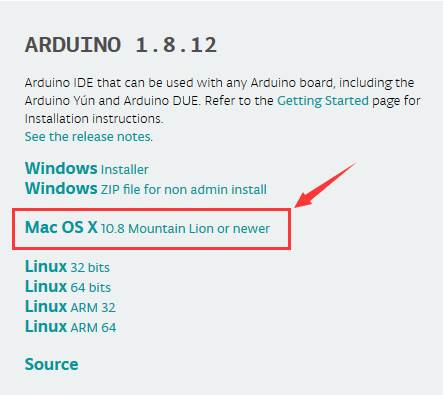 ARDUINO 1.8.12
Arduino IDE that can be used with any Arduino board, including the
Arduino Yún and Arduino DUE. Refer to the Getting Started page for
Installation instructions.
See the release notes.
Windows Installer
Windows ZIP file for non admin install
Mac OS X 10.8 Mountain Lion or newer
Linux 32 bits
Linux 64 bits
Linux ARM 32
Linux ARM 64
Source